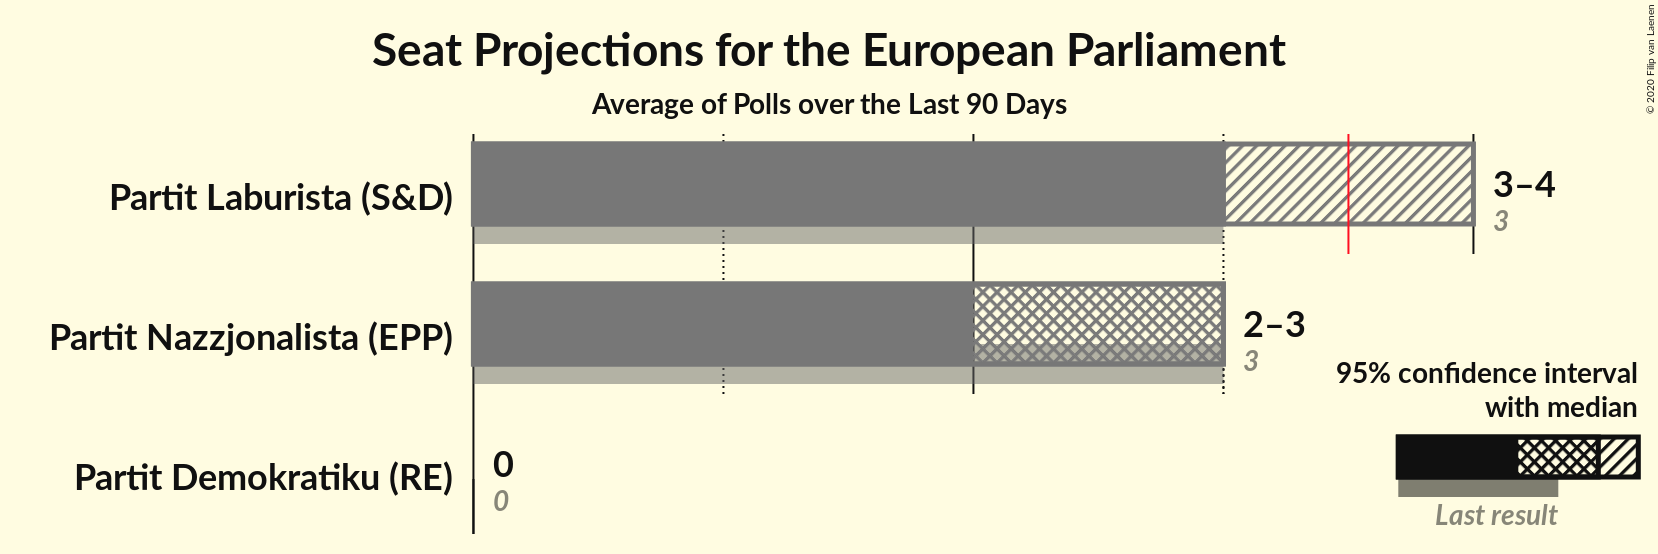 Seat Projections for the European Parliament
Average of Polls over the Last 90 Days
Partit Laburista (S&D)
3–4
3
Partit Nazzjonalista (EPP)
2–3
3
Partit Demokratiku (RE)
0
0
95% confidence interval
with median
Last result
© 2020 Filip van Laenen